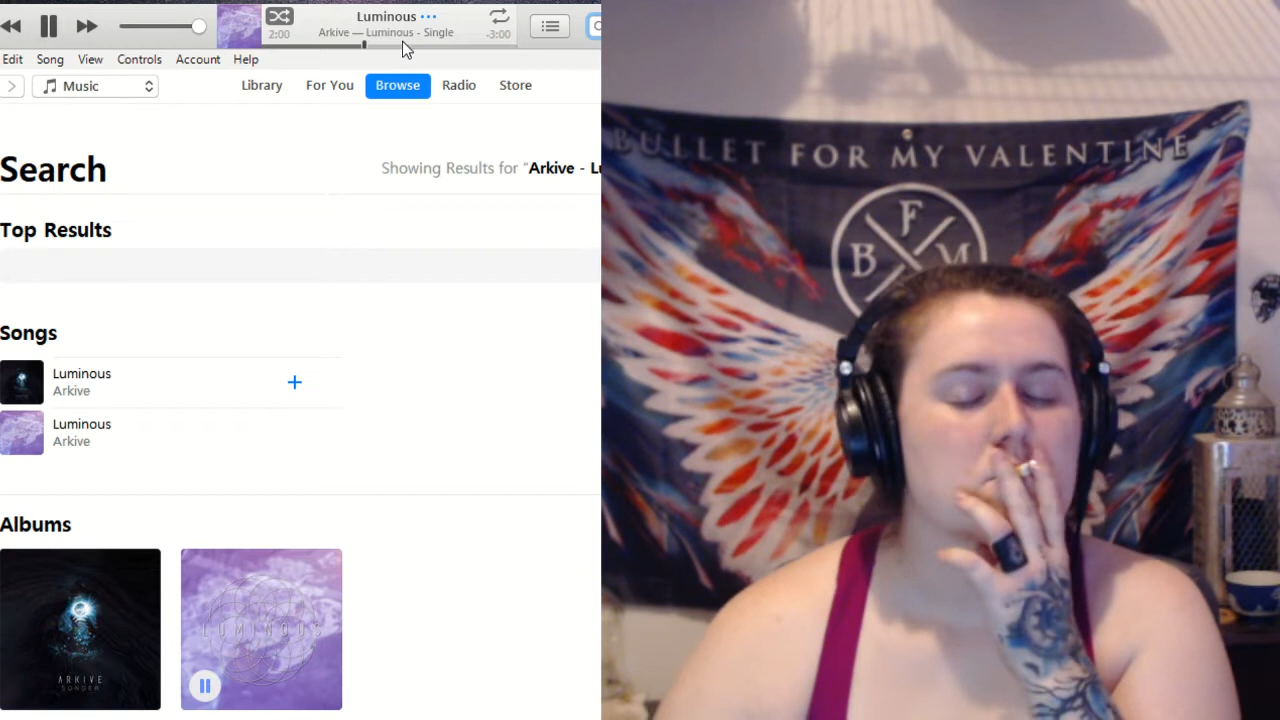 Luminous •••
2:00
Arkive — Luminous - Single
-3:00
Edit Song View Controls Account Help
Music
Library For You Browse Radio Store
Search
Showing Results for "Arkive - Lu
Top Results
Songs
Luminous
Arkive
Luminous
Arkive
Albums
ARKIVE
SONDER
LUMINOUS
BULLET FOR MY VALENTINE
F
B M